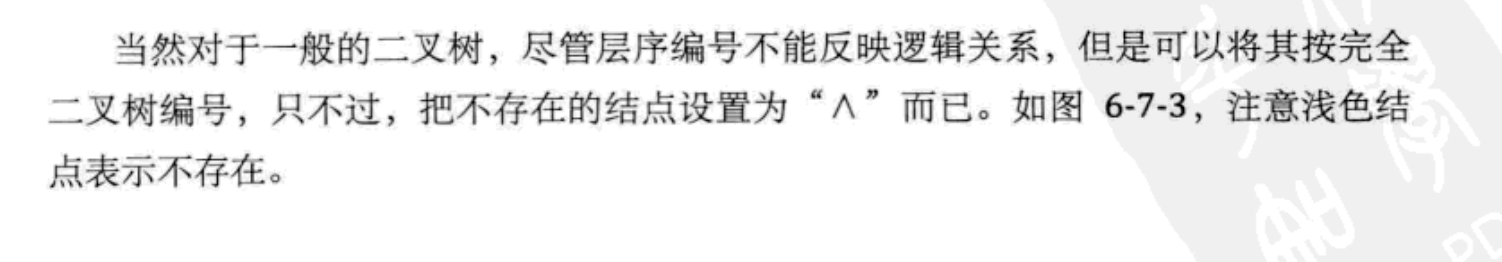 当然对于一般的二叉树，尽管层序编号不能反映逻辑关系，但是可以将其按完全
二叉树编号，只不过，把不存在的结点设置为“∧”而已。如图 6-7-3，注意浅色结
点表示不存在。